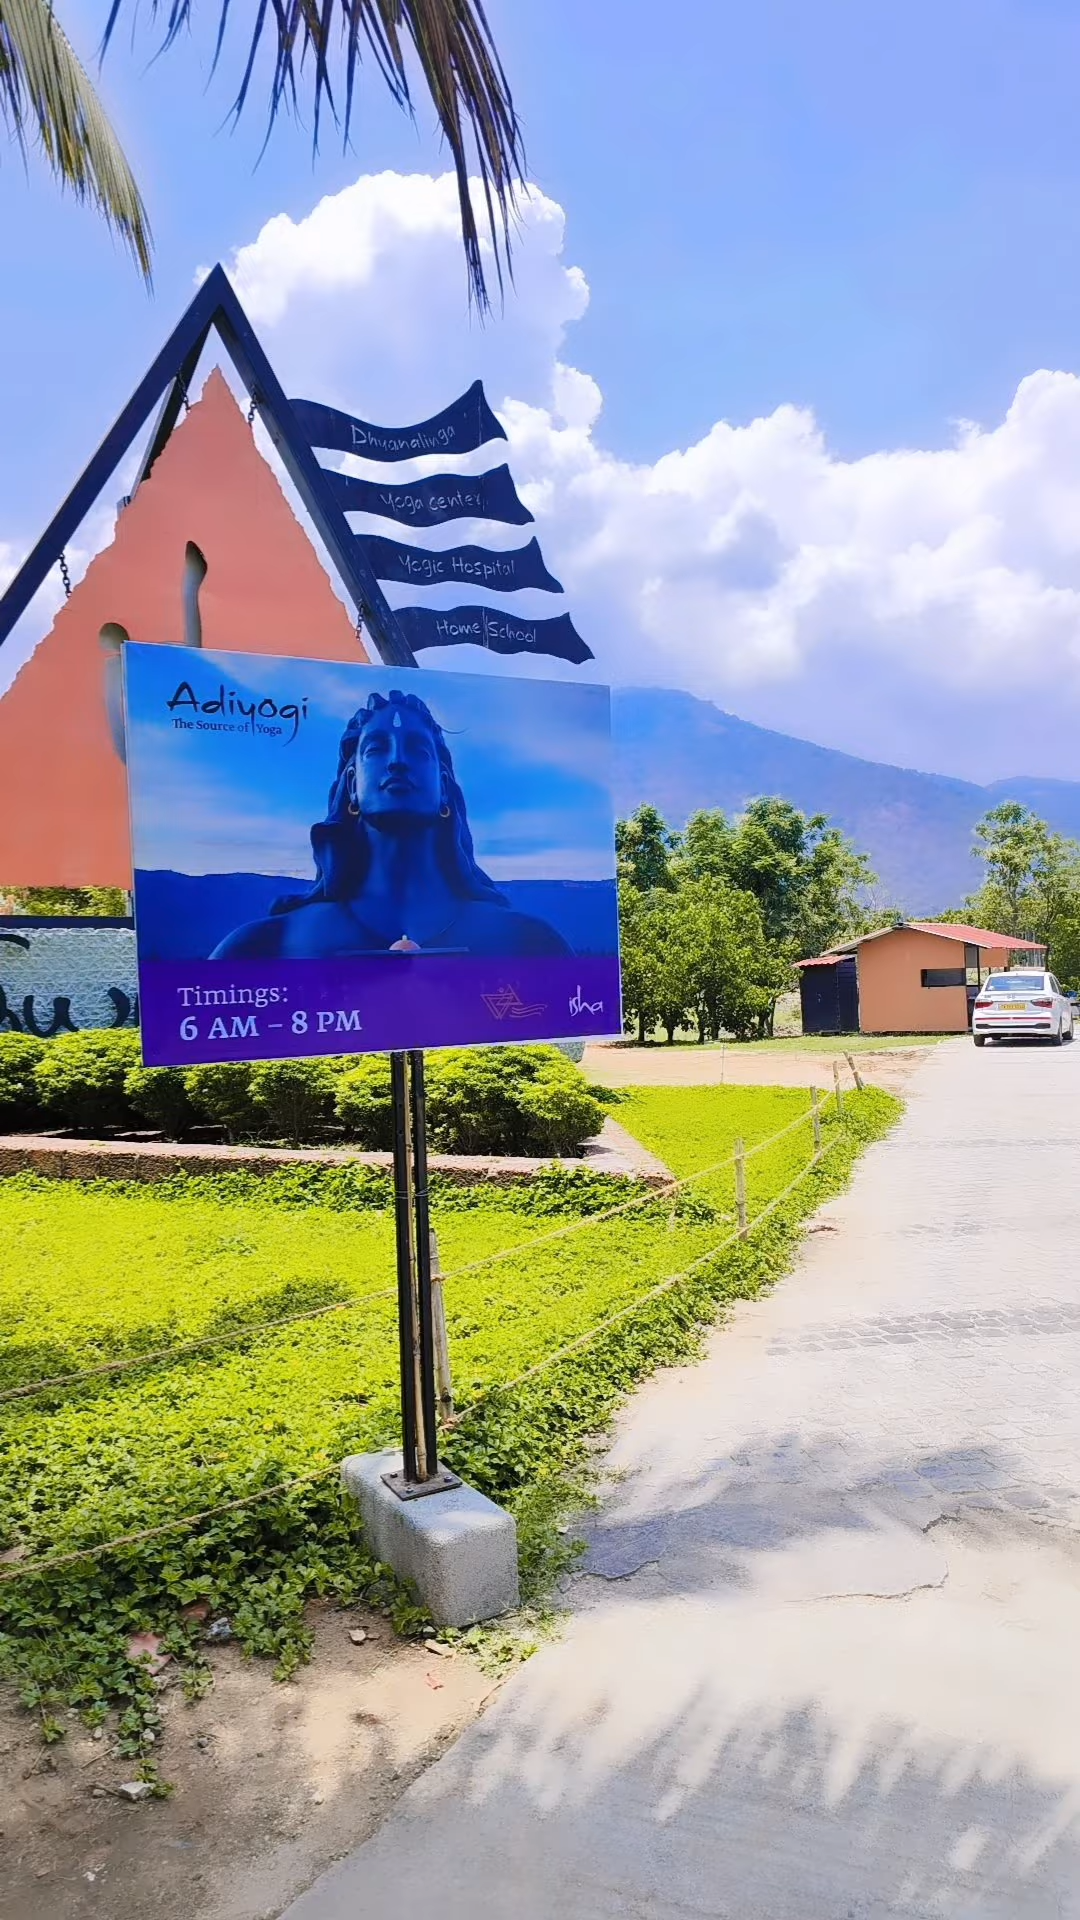 Dhyanalinga
Yoga center
Yogic Hospital
Home School
Adiyogi
The Source of Yoga
Timings:
6 AM – 8 PM
isha